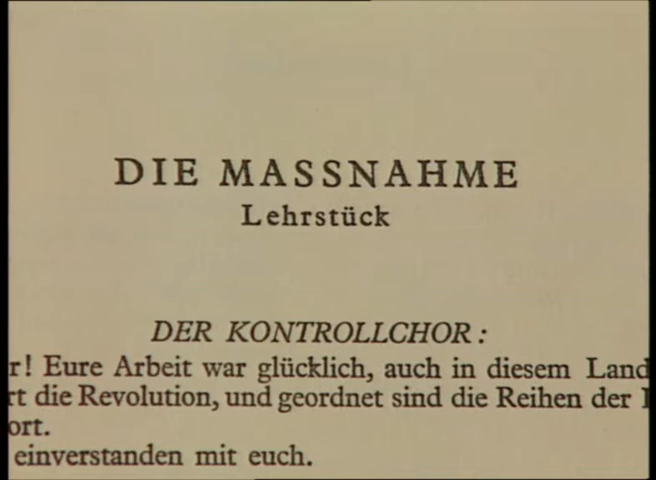 DIE MASSNAHME
Lehrstück
DER KONTROLLCHOR:
r! Eure Arbeit war glücklich, auch in diesem Land
rt die Revolution, und geordnet sind die Reihen der
ort.
einverstanden mit euch.